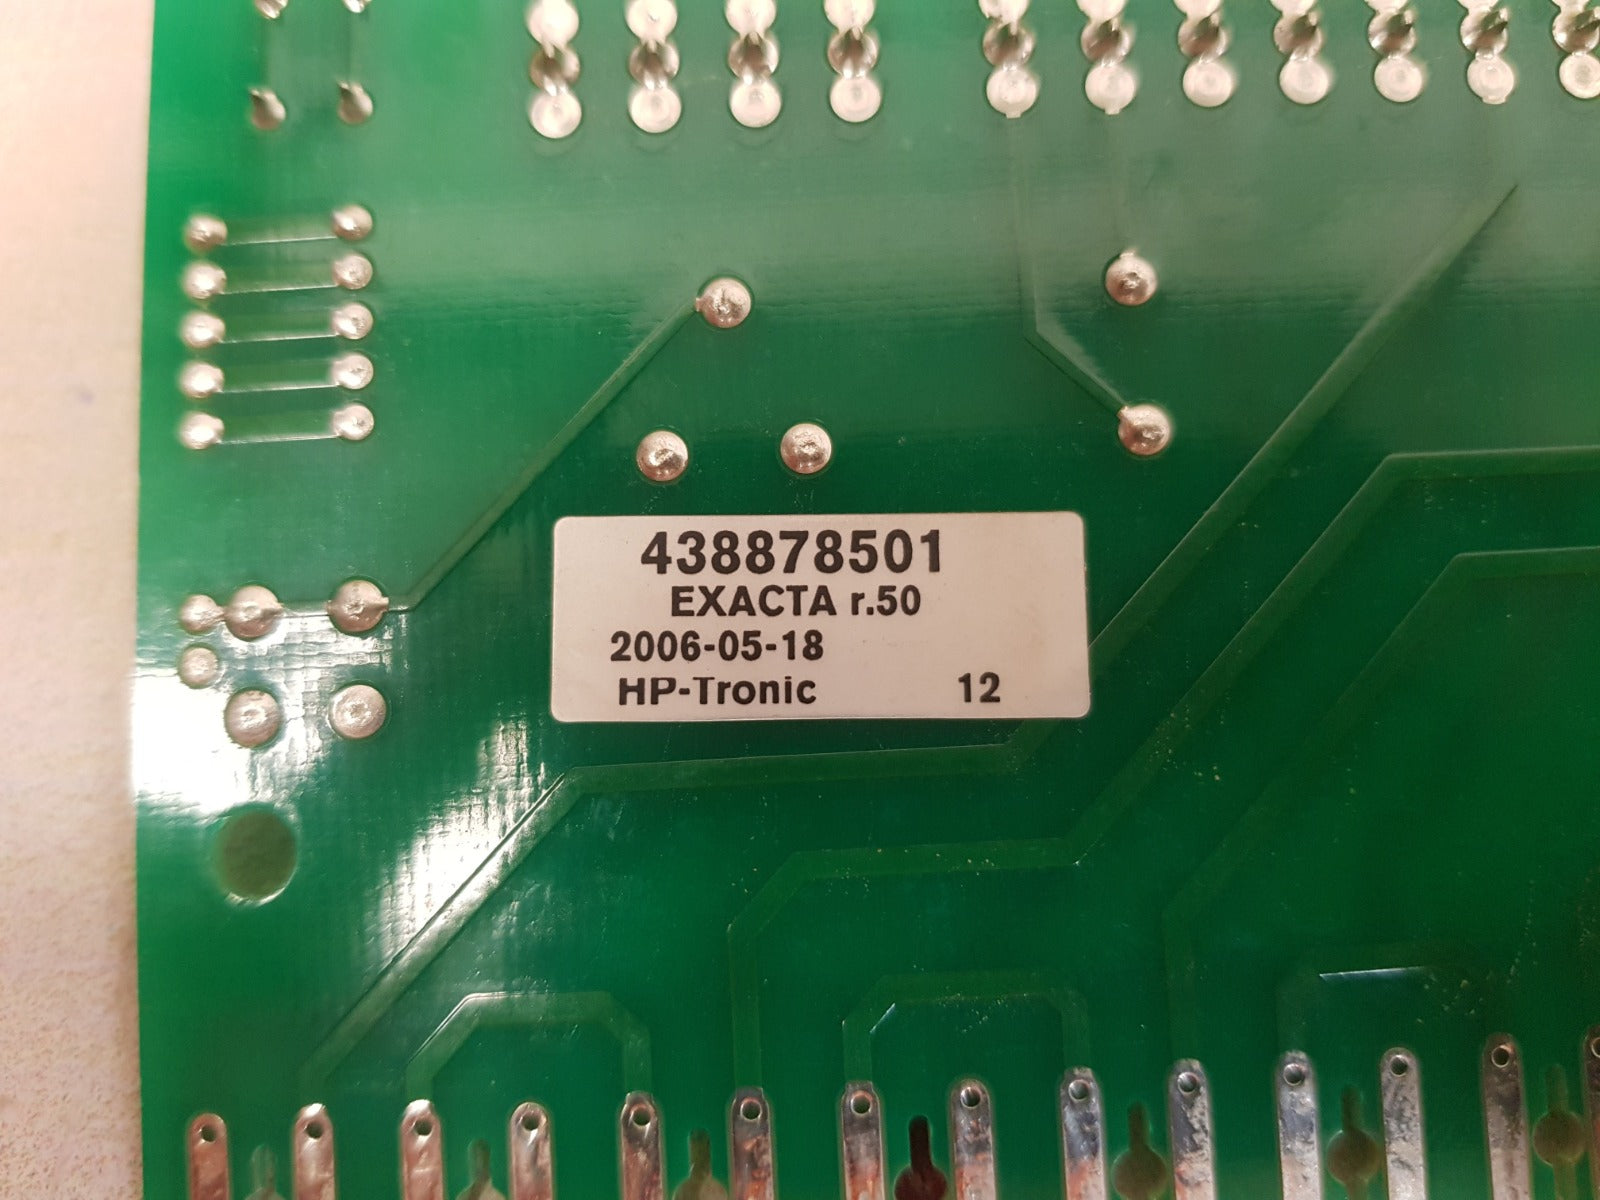 438878501
EXACTA r.50
2006-05-18
HP-Tronic 12